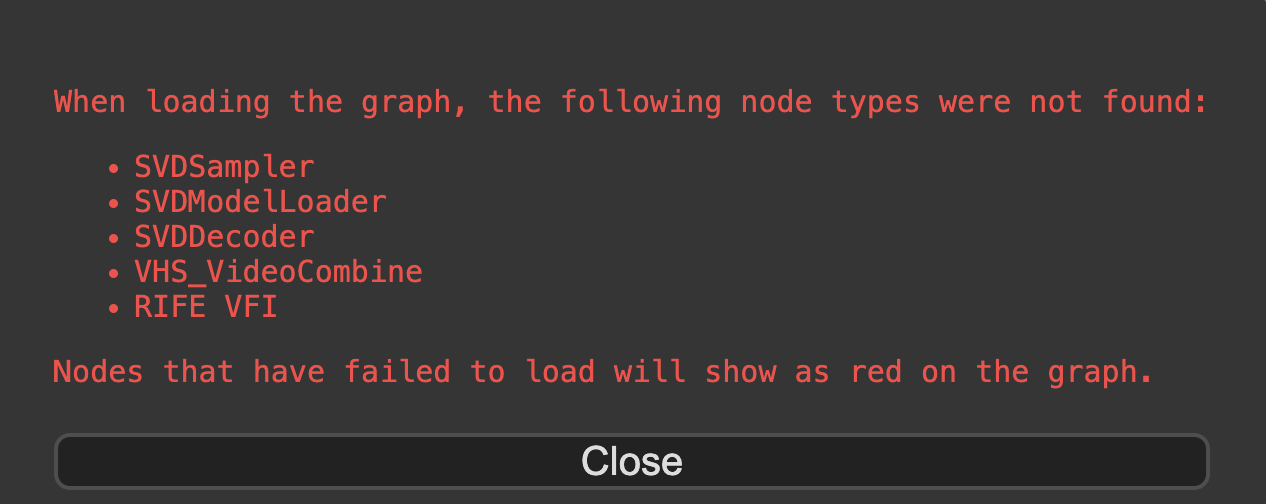 When loading the graph, the following node types were not found:
• SVDSampler
• SVDModelLoader
• SVDDecoder
• VHS_VideoCombine
• RIFE VFI
Nodes that have failed to load will show as red on the graph.
Close